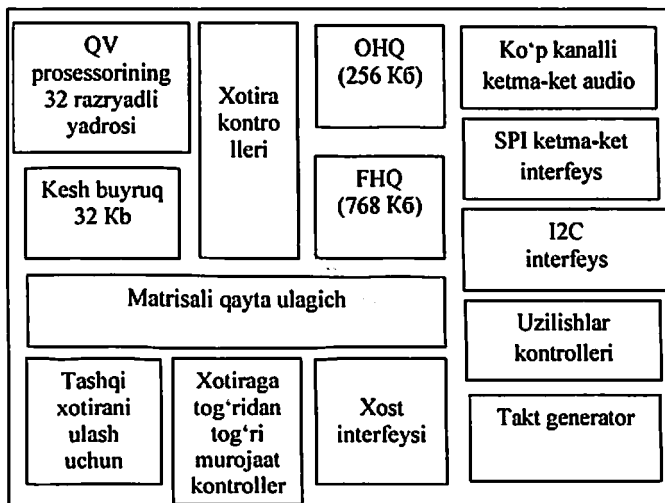 QV
prosessorining
32 razryadli
yadrosi
Xotira
kontro
lleri
OHQ
(256 Кб)
Ko‘p kanalli
ketma-ket audio
Kesh buyruq
32 Kb
FHQ
(768 Кб)
SPI ketma-ket
interfeys
I2C
interfeys
Matrisali qayta ulagich
Uzilishlar
kontrolleri
Tashqi
xotirani
ulash
uchun
Xotiraga
tog‘ridan
tog‘ri
murojaat
kontroller
Xost
interfeysi
Takt generator